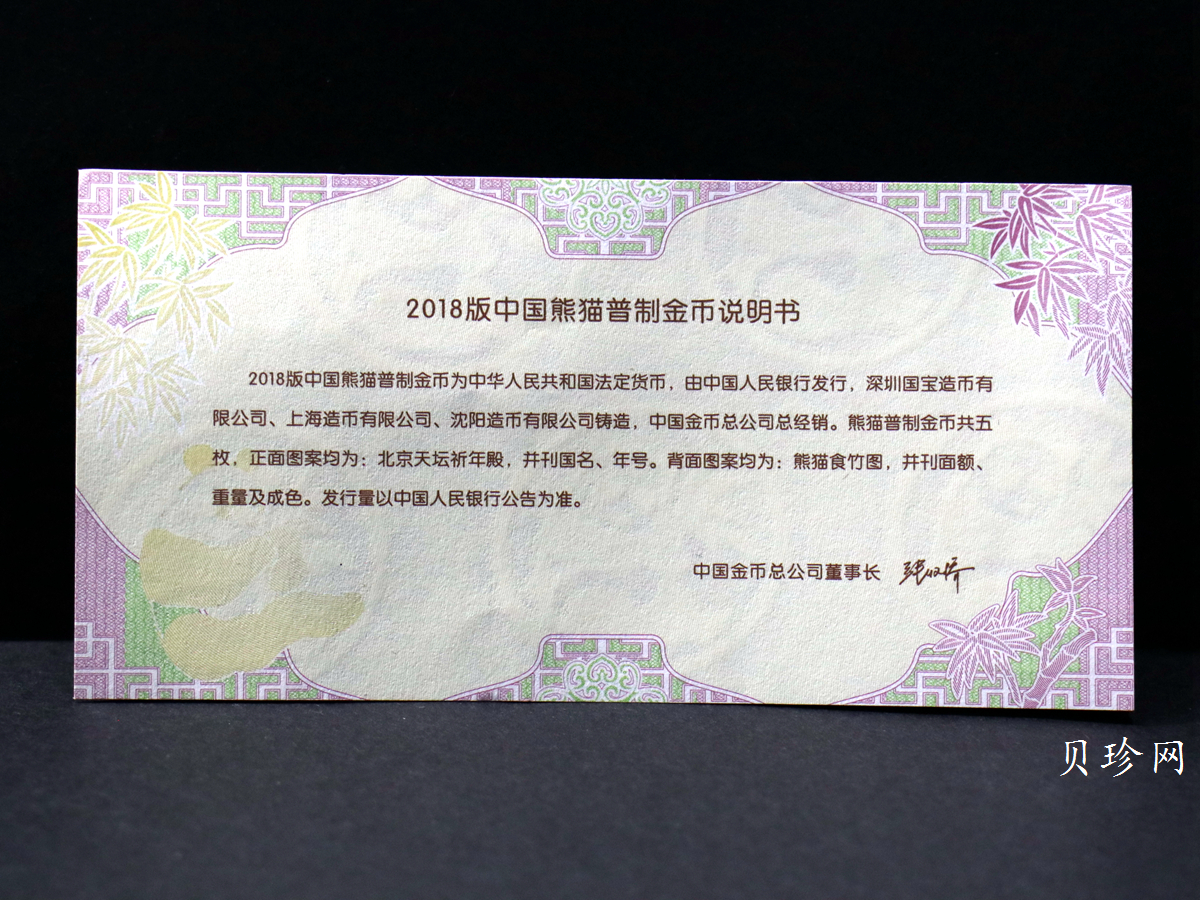 2018版中国熊猫普制金币说明书
2018版中国熊猫普制金币为中华人民共和国法定货币，由中国人民银行发行，深圳国宝造币有
限公司、上海造币有限公司、沈阳造币有限公司铸造，中国金币总公司总经销。熊猫普制金币共五
枚，正面图案均为：北京天坛祈年殿，并刊国名、年号。背面图案均为：熊猫食竹图，并刊面额、
重量及成色。发行量以中国人民银行公告为准。
中国金币总公司董事长
贝珍网